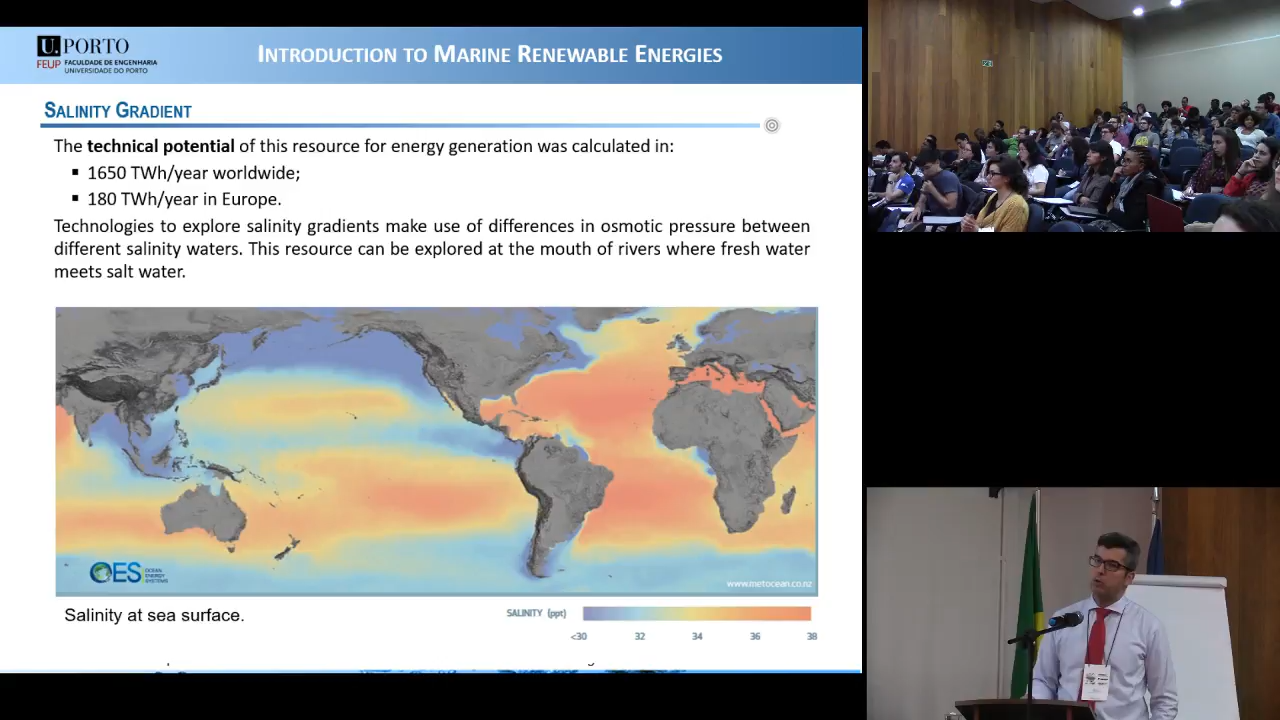 U.PORTO
FEUP FACULDADE DE ENGENHARIA
UNIVERSIDADE DO PORTO
INTRODUCTION TO MARINE RENEWABLE ENERGIES
SALINITY GRADIENT
The technical potential of this resource for energy generation was calculated in:
▪ 1650 TWh/year worldwide;
▪ 180 TWh/year in Europe.
Technologies to explore salinity gradients make use of differences in osmotic pressure between
different salinity waters. This resource can be explored at the mouth of rivers where fresh water
meets salt water.
OES OCEAN
ENERGY
SYSTEMS
www.metocean.co.nz
Salinity at sea surface.
SALINITY (ppt)
<30 32 34 36 38